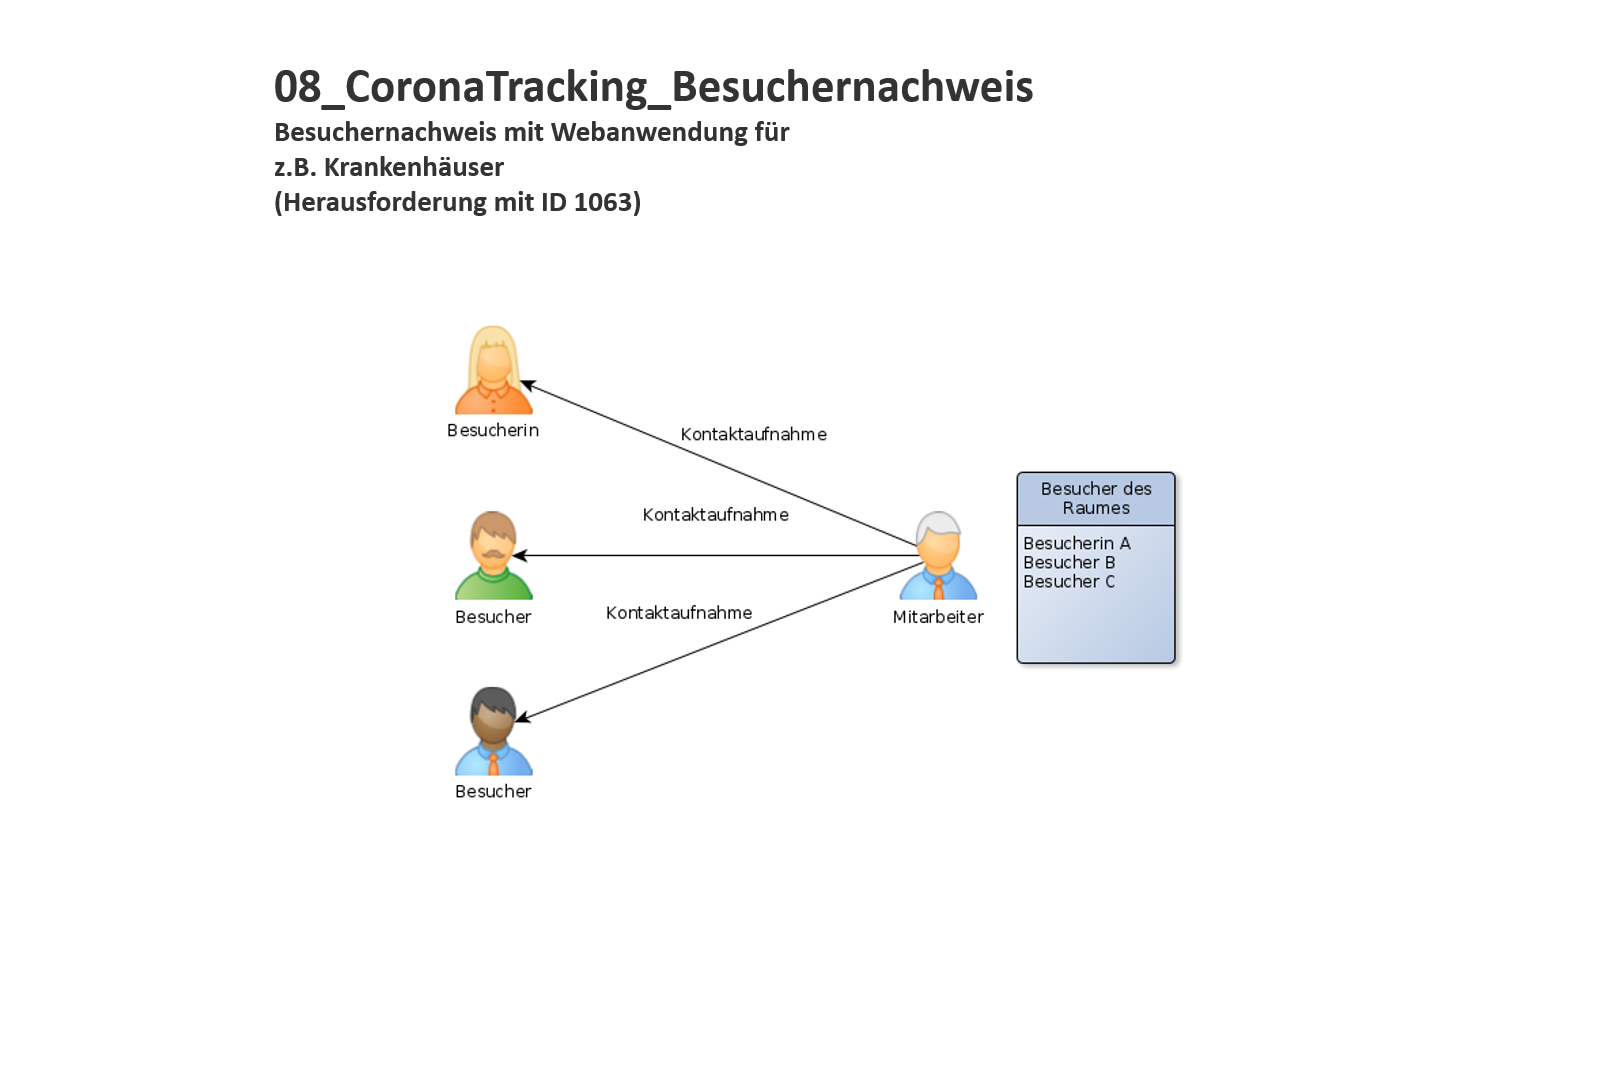 08_CoronaTracking_Besuchernachweis
Besuchernachweis mit Webanwendung für
z.B. Krankenhäuser
(Herausforderung mit ID 1063)
Besucherin
Kontaktaufnahme
Kontaktaufnahme
Besucher
Kontaktaufnahme
Mitarbeiter
Besucher des
Raumes
Besucherin A
Besucher B
Besucher C
Besucher